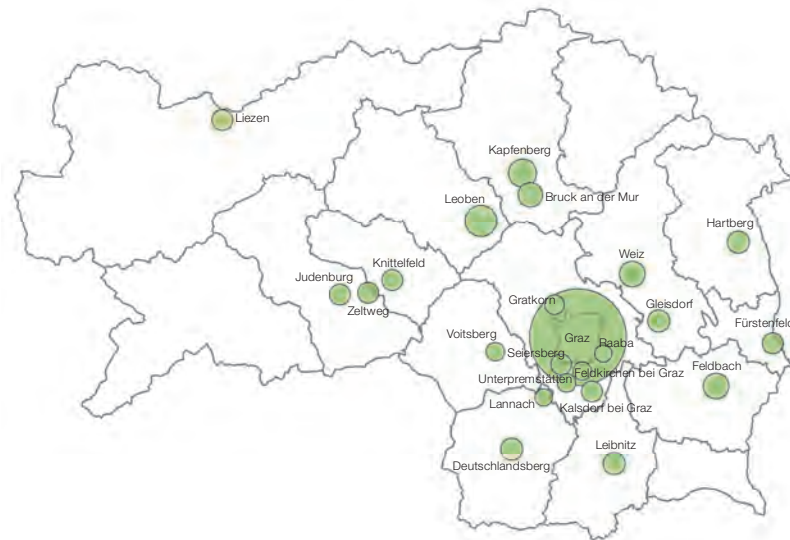 Liezen
Kapfenberg
Bruck an der Mur
Leoben
Hartberg
Weiz
Knittelfeld
Judenburg
Zeltweg
Gratkorn
Gleisdorf
Fürstenfeld
Voitsberg
Graz
Raaba
Seiersberg
Feldkirchen bei Graz
Feldbach
Unterpremstätten
Lannach
Kalsdorf bei Graz
Leibnitz
Deutschlandsberg